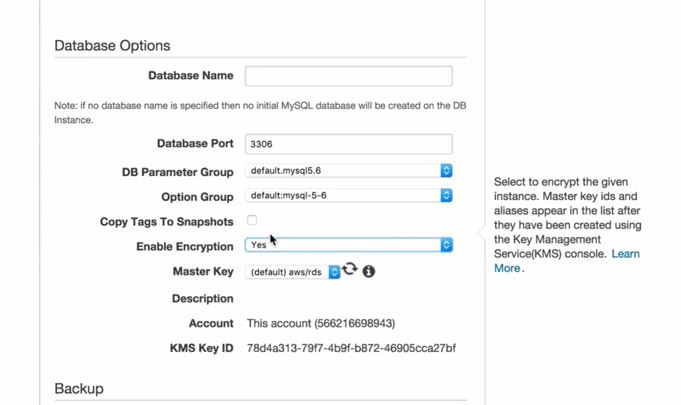 Database Options
Database Name
Note: if no database name is specified then no initial MySQL database will be created on the DB
Instance.
Database Port 3306
DB Parameter Group default.mysql5.6
Option Group default:mysql-5-6
Copy Tags To Snapshots
Enable Encryption Yes
Master Key (default) aws/rds
Description
Account This account (566216698943)
KMS Key ID 78d4a313-79f7-4b9f-b872-46905cca27bf
Backup
Select to encrypt the given
instance. Master key ids and
aliases appear in the list after
they have been created using
the Key Management
Service(KMS) console. Learn
More.